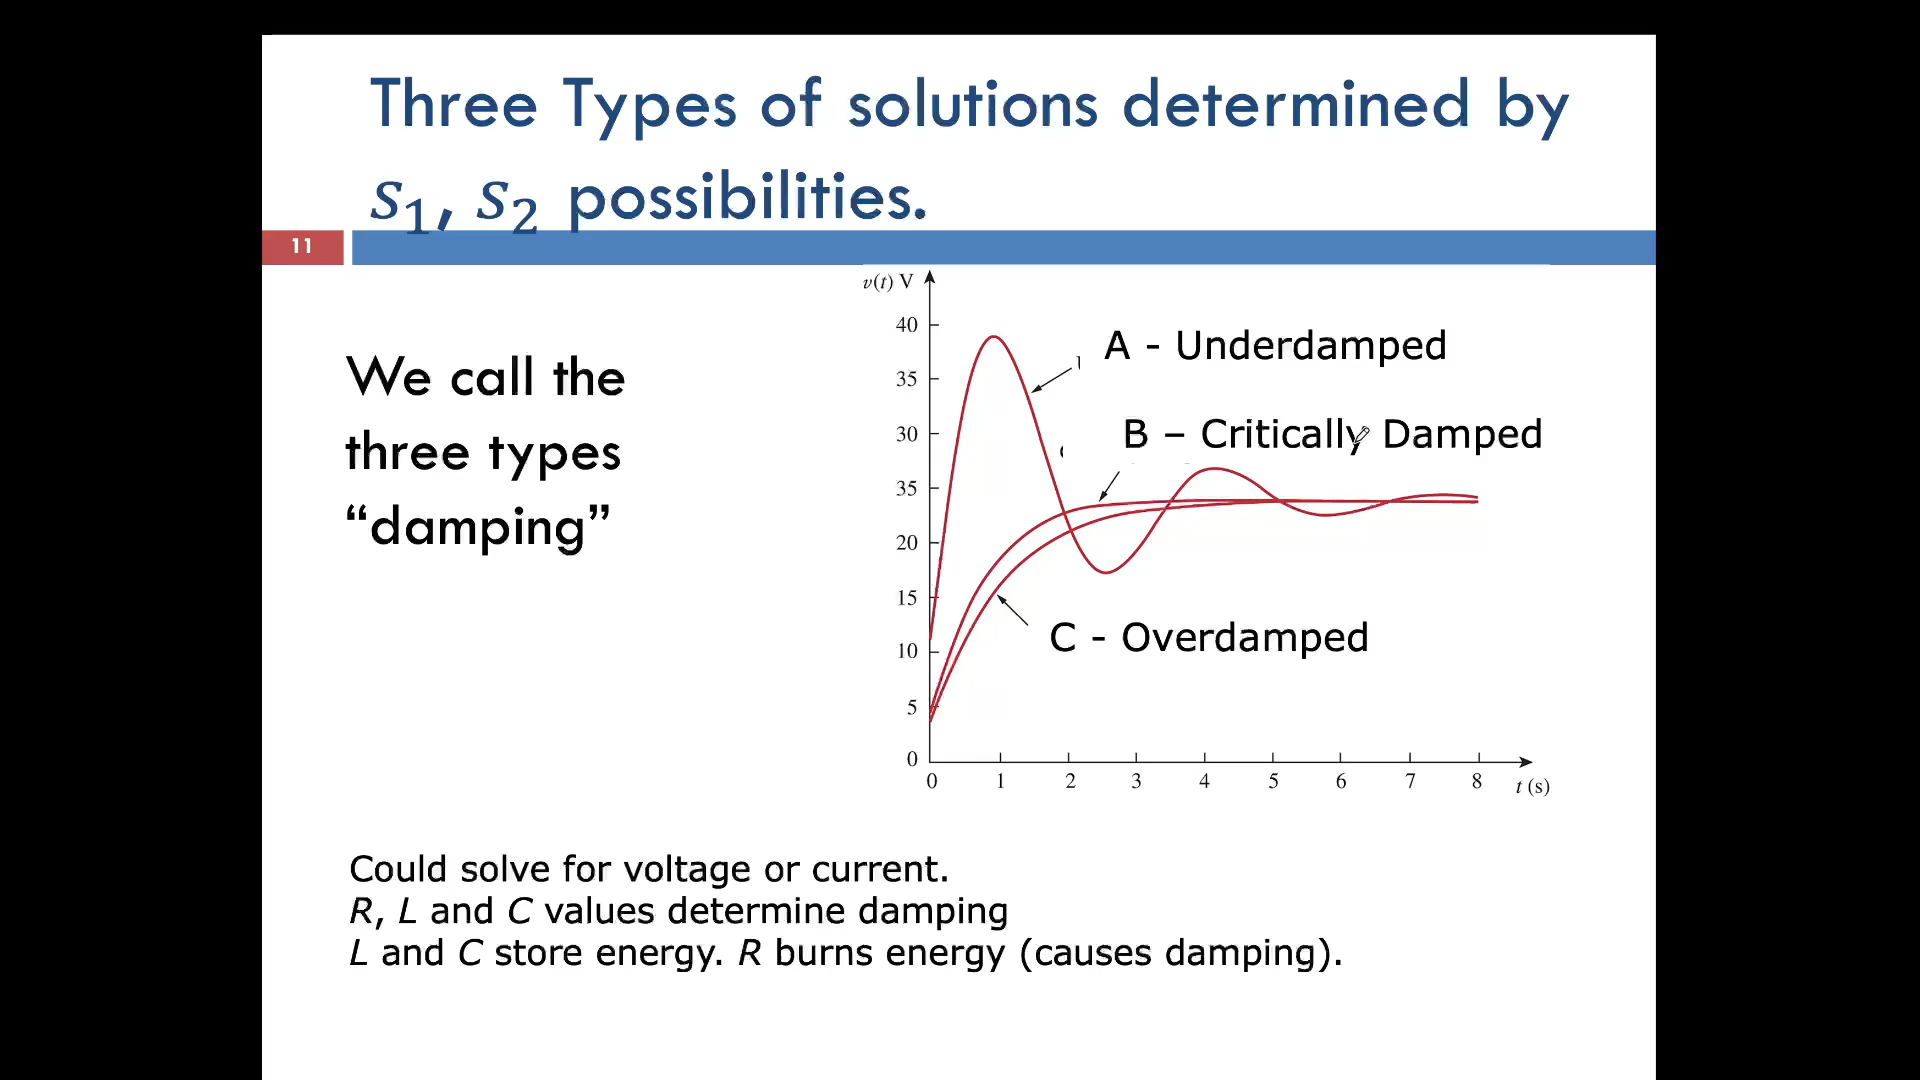 Three Types of solutions determined by
s₁, s₂ possibilities.
11
We call the
three types
“damping”
v(t) V
40
35
30
35
20
15
10
5
0
0 1 2 3 4 5 6 7 8 t (s)
A - Underdamped
B – Critically Damped
C - Overdamped
Could solve for voltage or current.
R, L and C values determine damping
L and C store energy. R burns energy (causes damping).